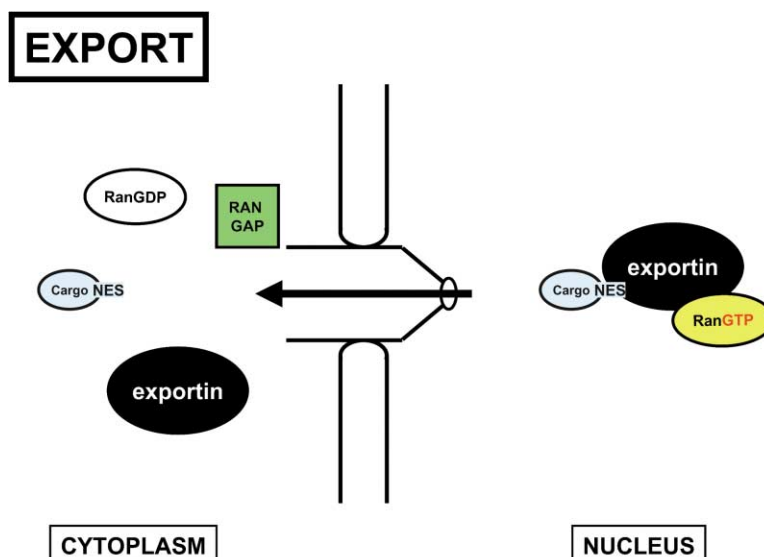 EXPORT
RanGDP
RAN
GAP
Cargo NES
exportin
Cargo NES
exportin
RanGTP
CYTOPLASM
NUCLEUS